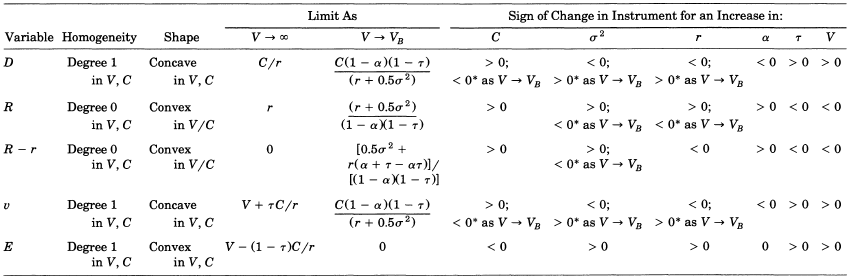 Limit As Sign of Change in Instrument for an Increase in:
Variable Homogeneity Shape V → ∞ V → V_B C σ² r α τ V
D Degree 1 Concave C/r C(1 − α)(1 − τ) > 0; < 0; < 0; < 0 > 0 > 0
in V, C in V, C (r + 0.5σ²) < 0* as V → V_B > 0* as V → V_B > 0* as V → V_B
R Degree 0 Convex r (r + 0.5σ²) > 0 > 0; > 0; > 0 < 0 < 0
in V, C in V/C (1 − α)(1 − τ) < 0* as V → V_B < 0* as V → V_B
R − r Degree 0 Convex 0 [0.5σ² + > 0 > 0; < 0 > 0 < 0 < 0
in V, C in V/C r(α + τ − ατ)]/ < 0* as V → V_B
[(1 − α)(1 − τ)]
v Degree 1 Concave V + τC/r C(1 − α)(1 − τ) > 0; < 0; < 0; < 0 > 0 > 0
in V, C in V, C (r + 0.5σ²) < 0* as V → V_B > 0* as V → V_B > 0* as V → V_B
E Degree 1 Convex V − (1 − τ)C/r 0 < 0 > 0 > 0 0 > 0 > 0
in V, C in V, C